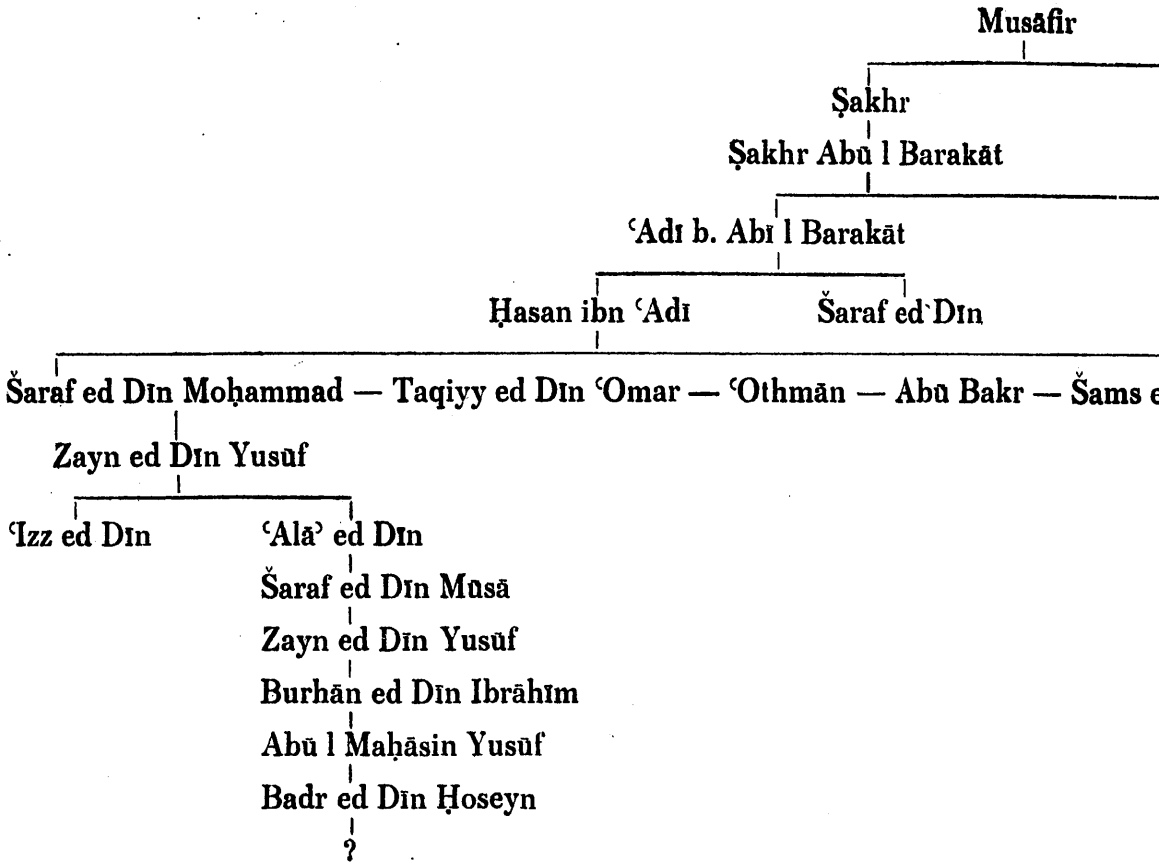 Musāfir
Ṣakhr
Ṣakhr Abū l Barakāt
ʿAdī b. Abī l Barakāt
Ḥasan ibn ʿAdī Šaraf ed Dīn
Šaraf ed Dīn Moḥammad — Taqiyy ed Dīn ʿOmar — ʿOthmān — Abū Bakr — Šams e
Zayn ed Dīn Yusūf
ʿIzz ed Dīn ʿAlāʾ ed Dīn
Šaraf ed Dīn Mūsā
Zayn ed Dīn Yusūf
Burhān ed Dīn Ibrāhīm
Abū l Maḥāsin Yusūf
Badr ed Dīn Ḥoseyn
?